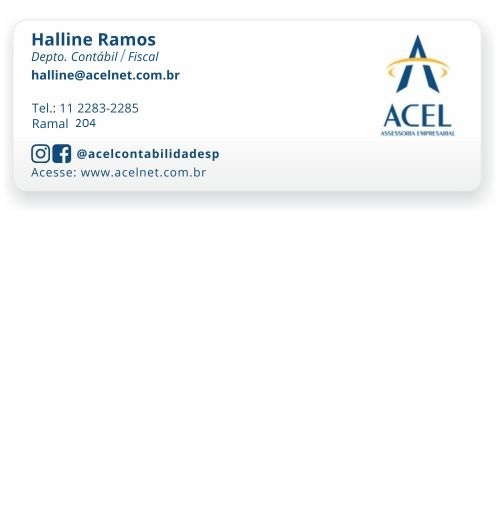 Halline Ramos
Depto. Contábil / Fiscal
halline@acelnet.com.br
Tel.: 11 2283-2285
Ramal 204
@acelcontabilidadesp
Acesse: www.acelnet.com.br
ACEL
ASSESSORIA EMPRESARIAL